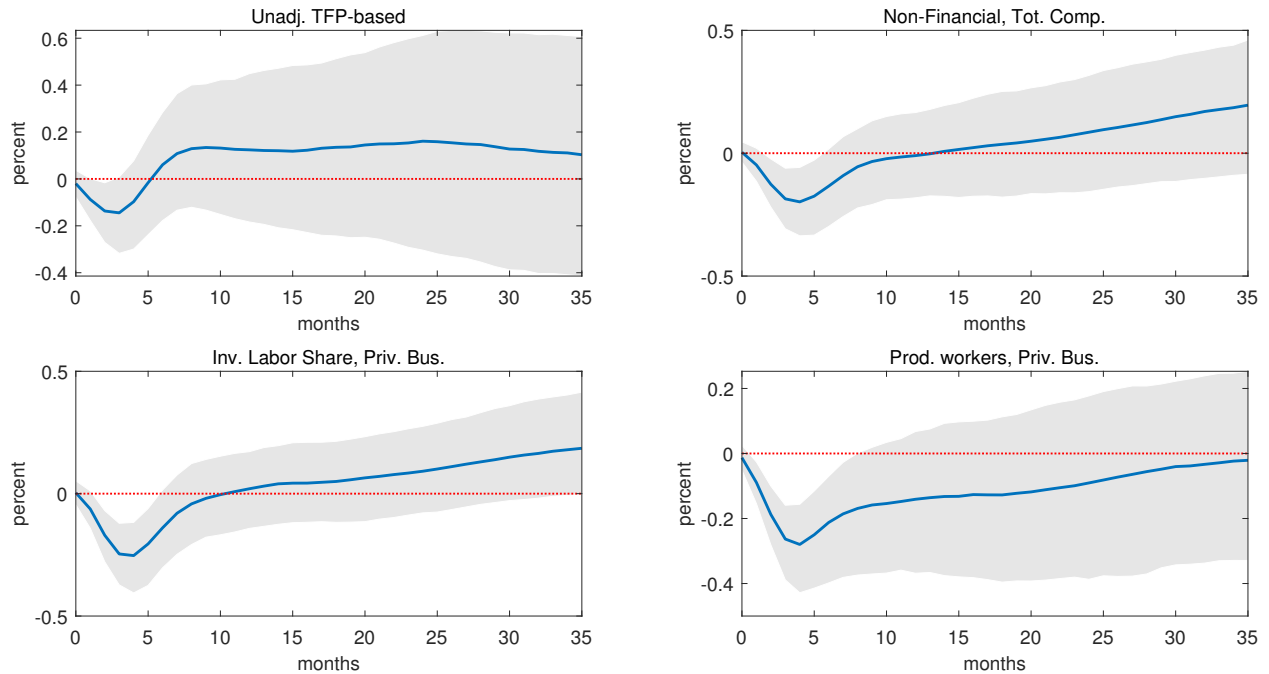 Unadj. TFP-based
0.6
0.4
0.2
0
-0.2
-0.4
percent
0 5 10 15 20 25 30 35
months
Non-Financial, Tot. Comp.
0.5
0
-0.5
percent
0 5 10 15 20 25 30 35
months
Inv. Labor Share, Priv. Bus.
0.5
0
-0.5
percent
0 5 10 15 20 25 30 35
months
Prod. workers, Priv. Bus.
0.2
0
-0.2
-0.4
percent
0 5 10 15 20 25 30 35
months